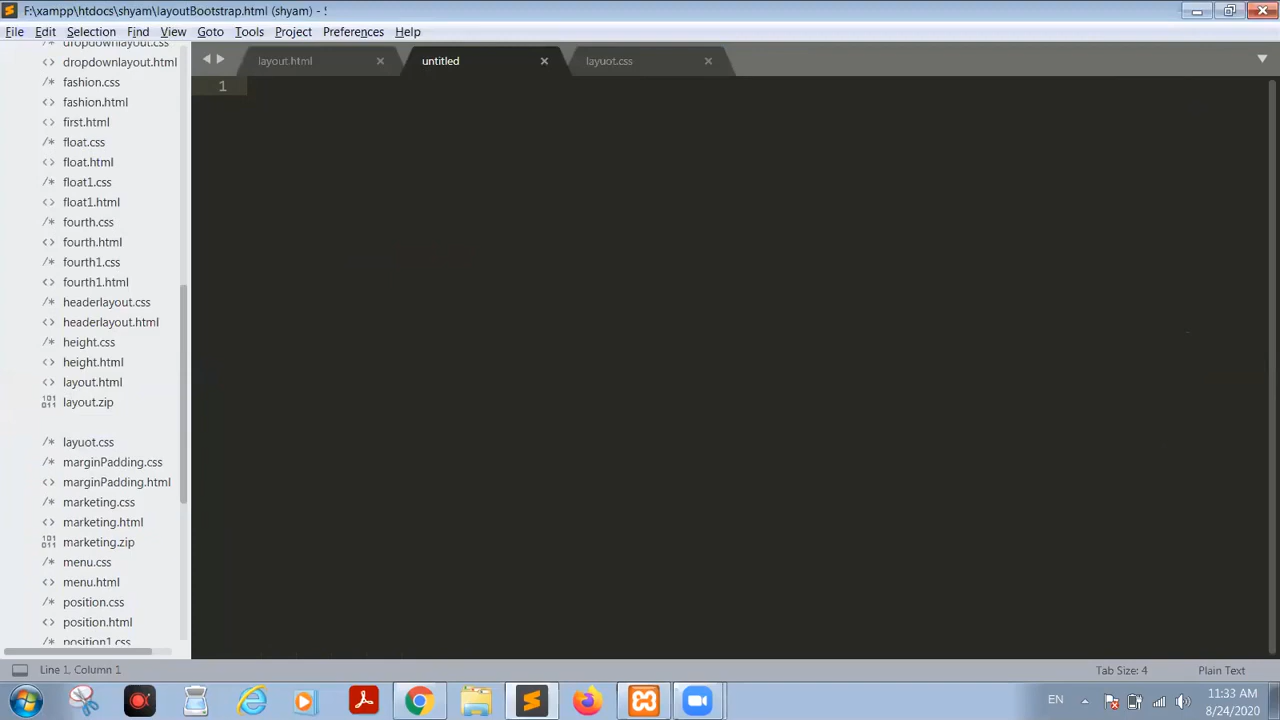 F:\xampp\htdocs\shyam\layoutBootstrap.html (shyam) -
File Edit Selection Find View Goto Tools Project Preferences Help
layout.html
untitled
layuot.css
1
dropdownlayout.css
dropdownlayout.html
fashion.css
fashion.html
first.html
float.css
float.html
float1.css
float1.html
fourth.css
fourth.html
fourth1.css
fourth1.html
headerlayout.css
headerlayout.html
height.css
height.html
layout.html
layout.zip
layuot.css
marginPadding.css
marginPadding.html
marketing.css
marketing.html
marketing.zip
menu.css
menu.html
position.css
position.html
position1.css
Line 1, Column 1
Tab Size: 4
Plain Text
EN
11:33 AM
8/24/2020